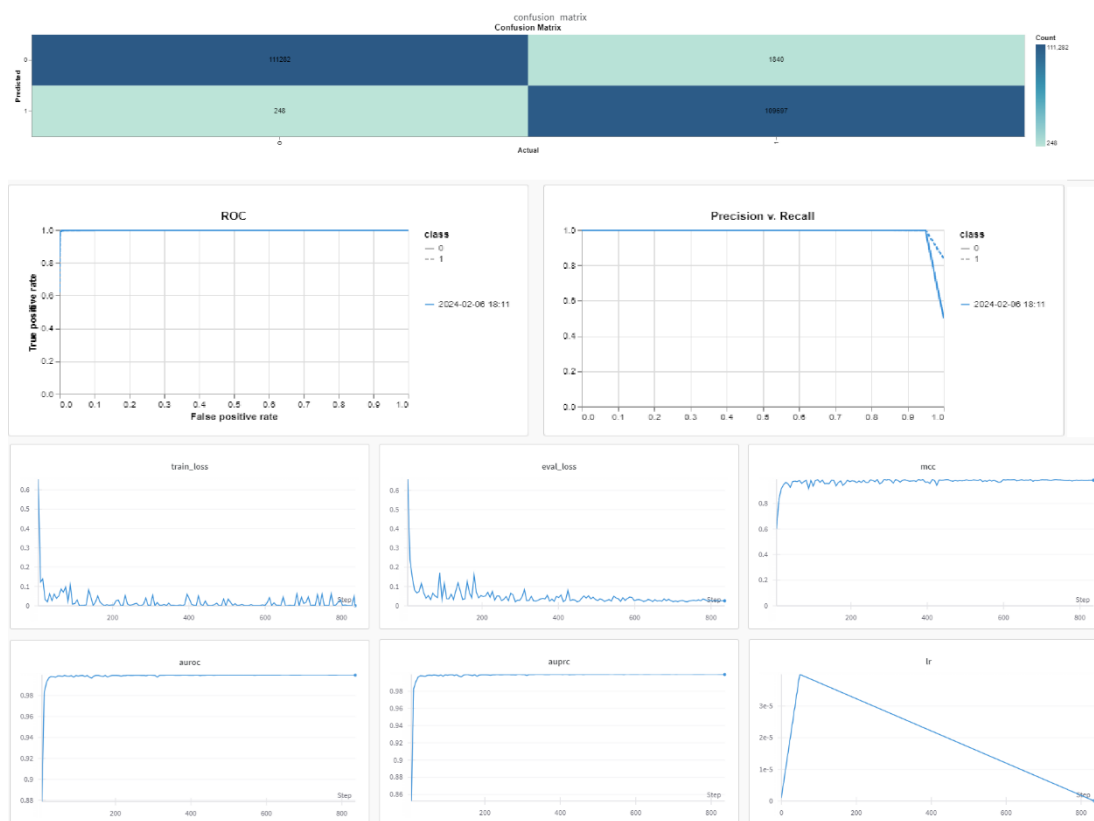 confusion_matrix
Confusion Matrix
Predicted
0
1
111282
1840
248
109697
0
1
Actual
Count
111,282
248
ROC
True positive rate
1.0
0.8
0.6
0.4
0.2
0.0
0.0 0.1 0.2 0.3 0.4 0.5 0.6 0.7 0.8 0.9 1.0
False positive rate
class
0
1
2024-02-06 18:11
Precision v. Recall
1.0
0.8
0.6
0.4
0.2
0.0
0.0 0.1 0.2 0.3 0.4 0.5 0.6 0.7 0.8 0.9 1.0
class
0
1
2024-02-06 18:11
train_loss
0.6
0.5
0.4
0.3
0.2
0.1
0
Step
200 400 600 800
eval_loss
0.6
0.5
0.4
0.3
0.2
0.1
0
Step
200 400 600 800
mcc
0.8
0.6
0.4
0.2
0
Step
0 200 400 600 800
auroc
0.98
0.96
0.94
0.92
0.9
0.88
Step
200 400 600 800
auprc
0.98
0.96
0.94
0.92
0.9
0.88
0.86
Step
200 400 600 800
lr
3e-5
2e-5
1e-5
0
Step
0 200 400 600 800